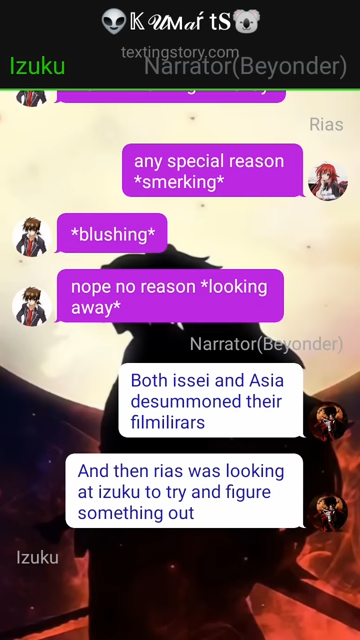 👽𝕂 𝓤мαŕ tS🐨
textingstory.com
Izuku
Narrator(Beyonder)
Rias
any special reason
*smerking*
*blushing*
nope no reason *looking
away*
Narrator(Beyonder)
Both issei and Asia
desummoned their
filmilirars
And then rias was looking
at izuku to try and figure
something out
Izuku